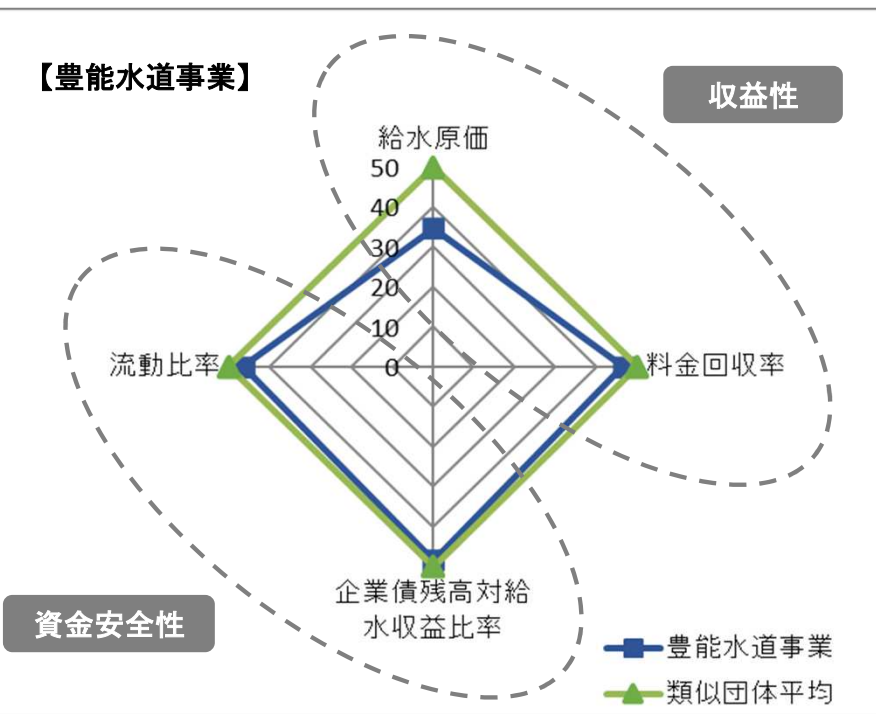 【豊能水道事業】
収益性
給水原価
50
40
30
20
10
0
流動比率
料金回収率
企業債残高対給
水収益比率
資金安全性
豊能水道事業
類似団体平均